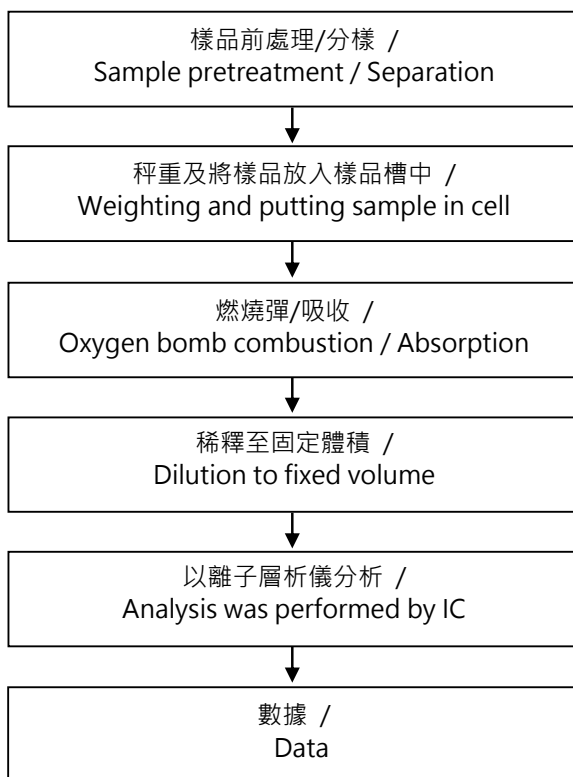 樣品前處理/分樣 /
Sample pretreatment / Separation
秤重及將樣品放入樣品槽中 /
Weighting and putting sample in cell
燃燒彈/吸收 /
Oxygen bomb combustion / Absorption
稀釋至固定體積 /
Dilution to fixed volume
以離子層析儀分析 /
Analysis was performed by IC
數據 /
Data